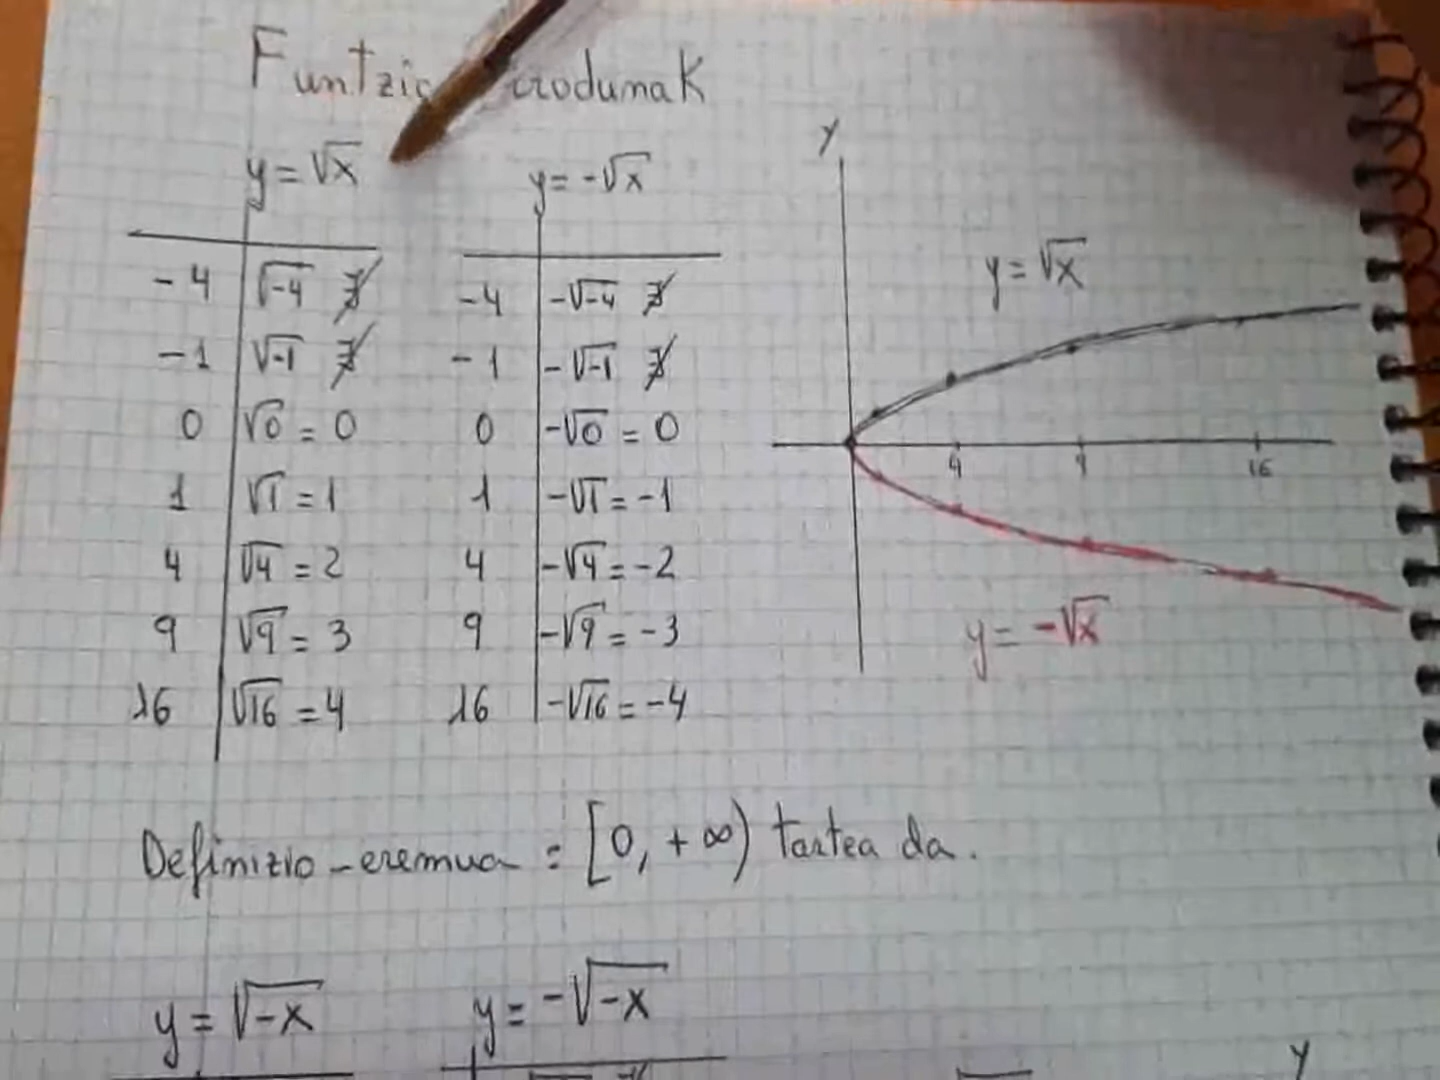 Funtzio errodunak
y = √x
y = -√x
-4 √-4 ∄
-1 √-1 ∄
0 √0 = 0
1 √1 = 1
4 √4 = 2
9 √9 = 3
16 √16 = 4
-4 -√-4 ∄
-1 -√-1 ∄
0 -√0 = 0
1 -√1 = -1
4 -√4 = -2
9 -√9 = -3
16 -√16 = -4
y
y = √x
4 9 16
y = -√x
Definizio-eremua = [0, +∞) tartea da.
y = √-x
y = -√-x
y